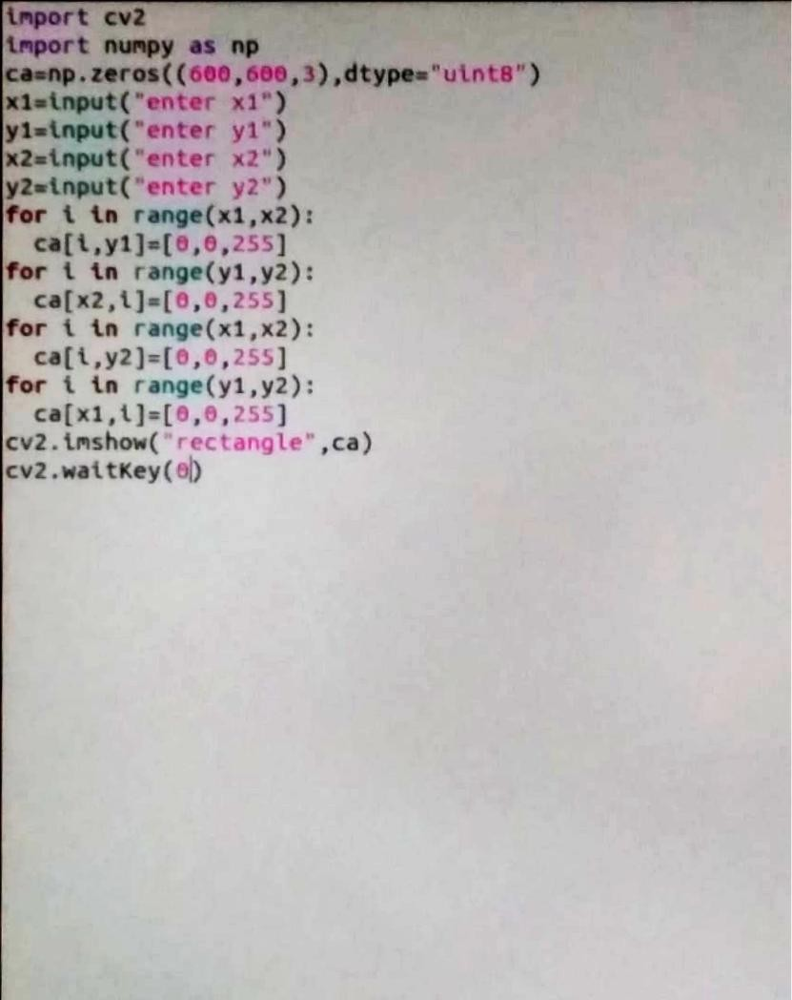 import cv2
import numpy as np
ca=np.zeros((600,600,3),dtype="uint8")
x1=input("enter x1")
y1=input("enter y1")
x2=input("enter x2")
y2=input("enter y2")
for i in range(x1,x2):
  ca[i,y1]=[0,0,255]
for i in range(y1,y2):
  ca[x2,i]=[0,0,255]
for i in range(x1,x2):
  ca[i,y2]=[0,0,255]
for i in range(y1,y2):
  ca[x1,i]=[0,0,255]
cv2.imshow("rectangle",ca)
cv2.waitKey(0)